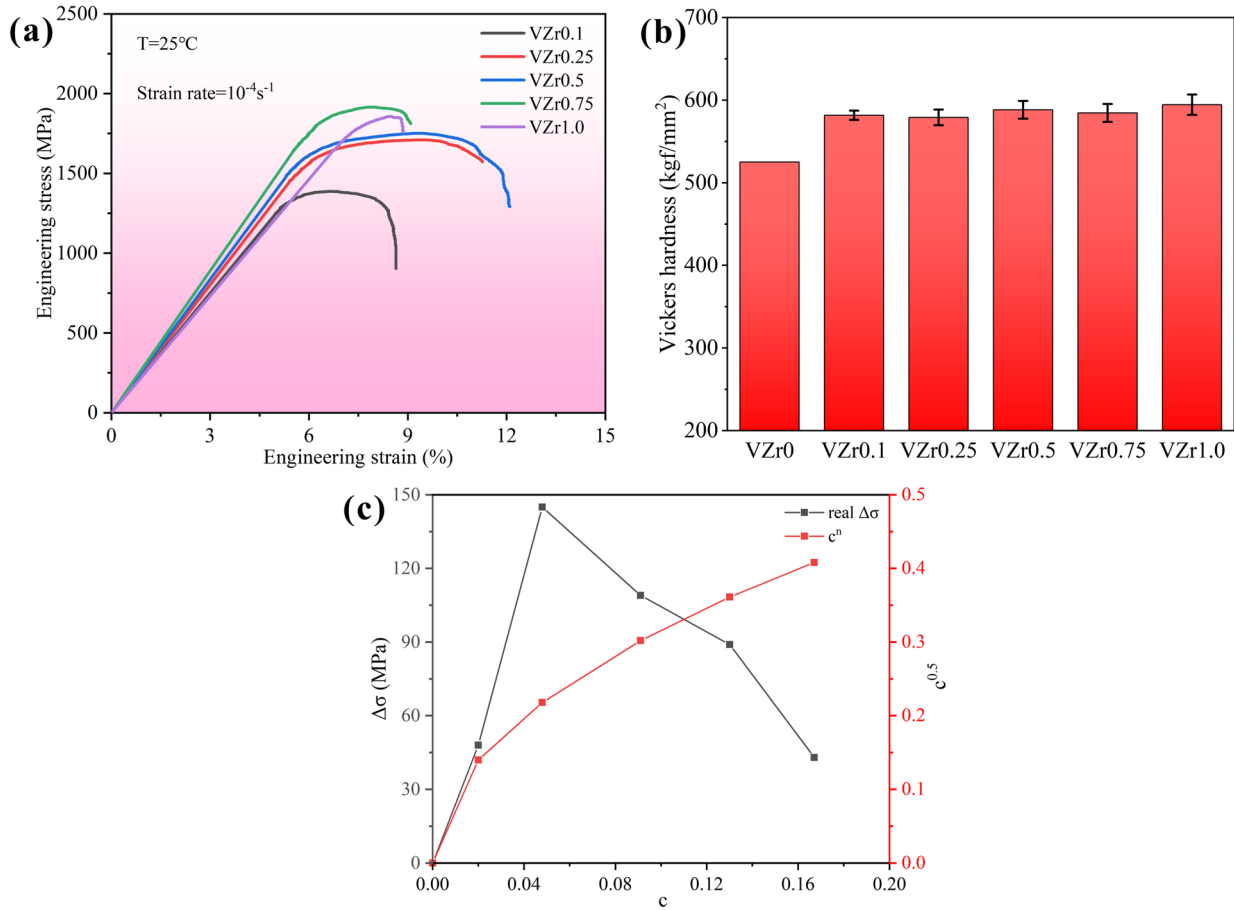 (a)
T=25℃
Strain rate=10⁻⁴s⁻¹
VZr0.1
VZr0.25
VZr0.5
VZr0.75
VZr1.0
2500
2000
1500
1000
500
0
Engineering stress (MPa)
0 3 6 9 12 15
Engineering strain (%)
(b)
700
600
500
400
300
200
Vickers hardness (kgf/mm²)
VZr0 VZr0.1 VZr0.25 VZr0.5 VZr0.75 VZr1.0
(c)
real Δσ
cⁿ
150
120
90
60
30
0
Δσ (MPa)
0.5
0.4
0.3
0.2
0.1
0.0
c⁰·⁵
0.00 0.04 0.08 0.12 0.16 0.20
c